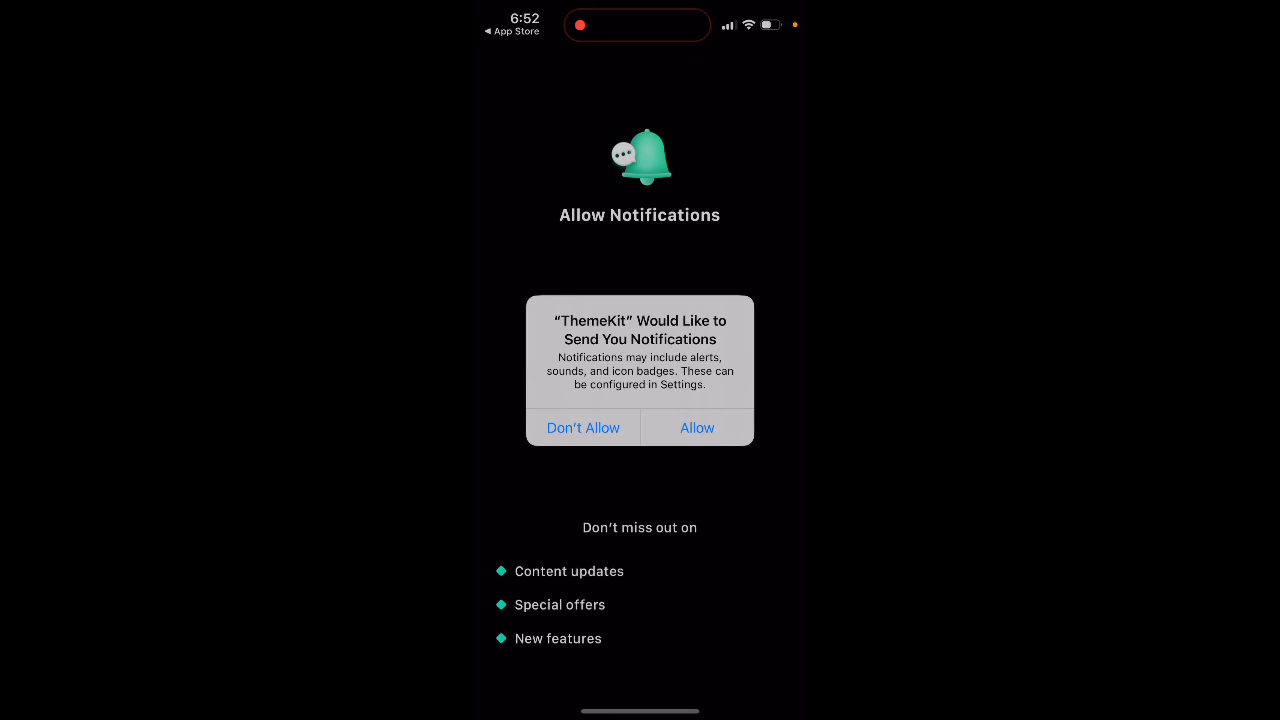 6:52
◀ App Store
Allow Notifications
“ThemeKit” Would Like to
Send You Notifications
Notifications may include alerts,
sounds, and icon badges. These can
be configured in Settings.
Don’t Allow
Allow
Don’t miss out on
Content updates
Special offers
New features